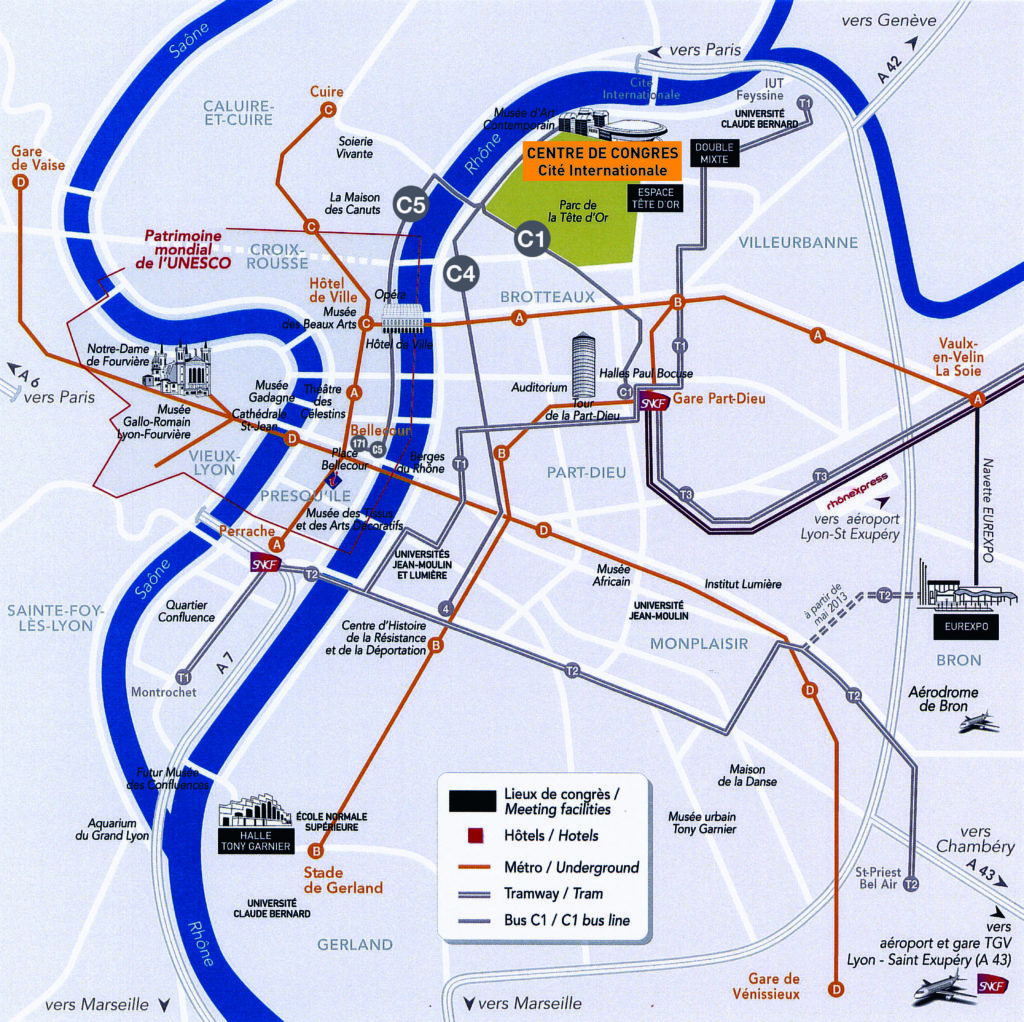 vers Genève
A 42
vers Paris
Saône
Cuire
C
CALUIRE-
ET-CUIRE
Soierie
Vivante
Rhône
Cité
Internationale
IUT
Feyssine
T1
UNIVERSITÉ
CLAUDE BERNARD
Musée d'Art
Contemporain
Gare
de Vaise
D
CENTRE DE CONGRES
Cité Internationale
DOUBLE
MIXTE
ESPACE
TÊTE D'OR
La Maison
des Canuts
C5
Parc de
la Tête d'Or
C
C1
C4
Patrimoine
mondial
de l'UNESCO
CROIX-
ROUSSE
VILLEURBANNE
Hôtel
de Ville
Opéra
BROTTEAUX
B
Musée
des Beaux Arts
C
A
A
Hôtel de Ville
T1
Notre-Dame
de Fourvière
Vaulx-
en-Velin
La Soie
A 6
vers Paris
Musée
Gadagne
Théâtre
des
Célestins
A
Auditorium
Halles Paul Bocuse
C1
Tour
de la Part-Dieu
SNCF
Gare Part-Dieu
A
Musée
Gallo-Romain
Lyon-Fourvière
Cathédrale
St-Jean
D
Bellecour
171
C5
Place
Bellecour
Berges
du Rhône
T1
B
VIEUX-
LYON
PART-DIEU
T3
T3
rhônexpress
vers aéroport
Lyon-St Exupéry
Navette EUREXPO
PRESQU'ÎLE
Musée des Tissus
et des Arts Décoratifs
Perrache
A
D
SNCF
T2
UNIVERSITÉS
JEAN-MOULIN
ET LUMIÈRE
Musée
Africain
Institut Lumière
Saône
Quartier
Confluence
4
UNIVERSITÉ
JEAN-MOULIN
à partir de
mai 2013
T2
EUREXPO
SAINTE-FOY-
LÈS-LYON
Centre d'Histoire
de la Résistance
et de la Déportation
B
MONPLAISIR
BRON
A 7
T1
Montrochet
T2
D
T2
Aérodrome
de Bron
Futur Musée
des Confluences
Maison
de la Danse
Lieux de congrès /
Meeting facilities
Hôtels / Hotels
Métro / Underground
Tramway / Tram
Bus C1 / C1 bus line
Aquarium
du Grand Lyon
HALLE
TONY GARNIER
ÉCOLE NORMALE
SUPÉRIEURE
Musée urbain
Tony Garnier
B
Stade
de Gerland
vers
Chambéry
A 43
St-Priest
Bel Air
T2
UNIVERSITÉ
CLAUDE BERNARD
Rhône
GERLAND
vers
aéroport et gare TGV
Lyon - Saint Exupéry (A 43)
SNCF
Gare de
Vénissieux
D
vers Marseille
vers Marseille